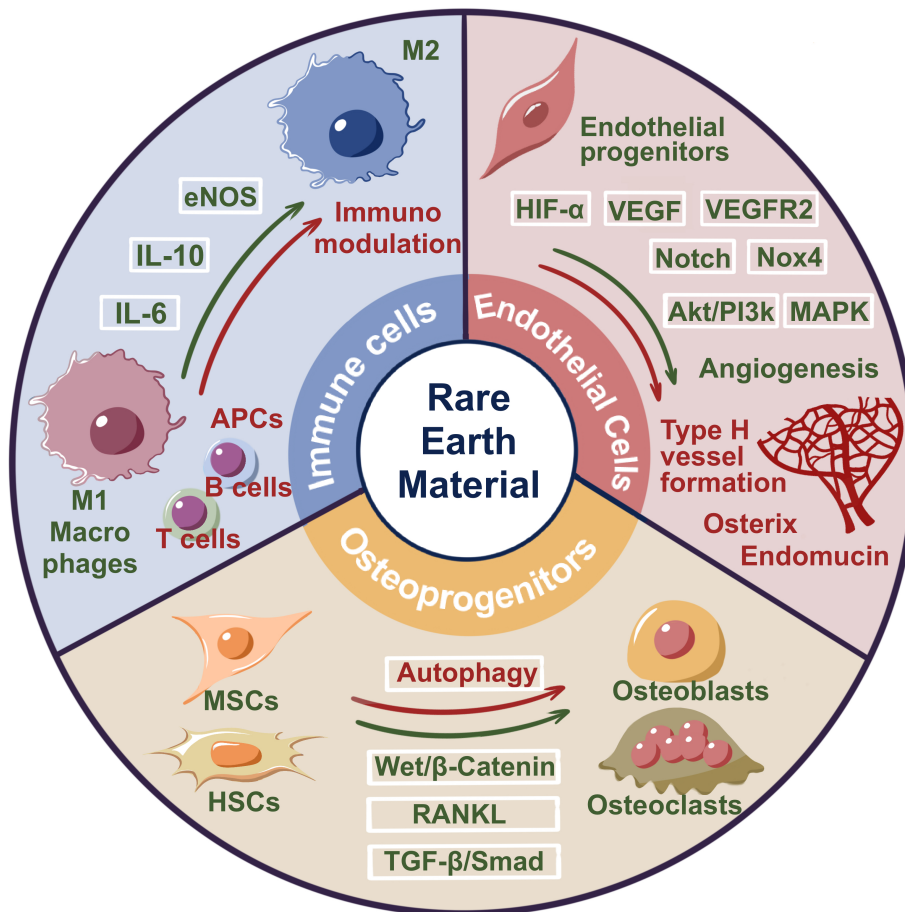 M2
eNOS
IL-10
IL-6
Immuno
modulation
M1
Macro
phages
APCs
B cells
T cells
Immune cells
Endothelial
progenitors
HIF-α
VEGF
VEGFR2
Notch
Nox4
Akt/PI3k
MAPK
Angiogenesis
Type H
vessel
formation
Osterix
Endomucin
Endothelial Cells
Rare
Earth
Material
Osteoprogenitors
MSCs
HSCs
Autophagy
Wet/β-Catenin
RANKL
TGF-β/Smad
Osteoblasts
Osteoclasts